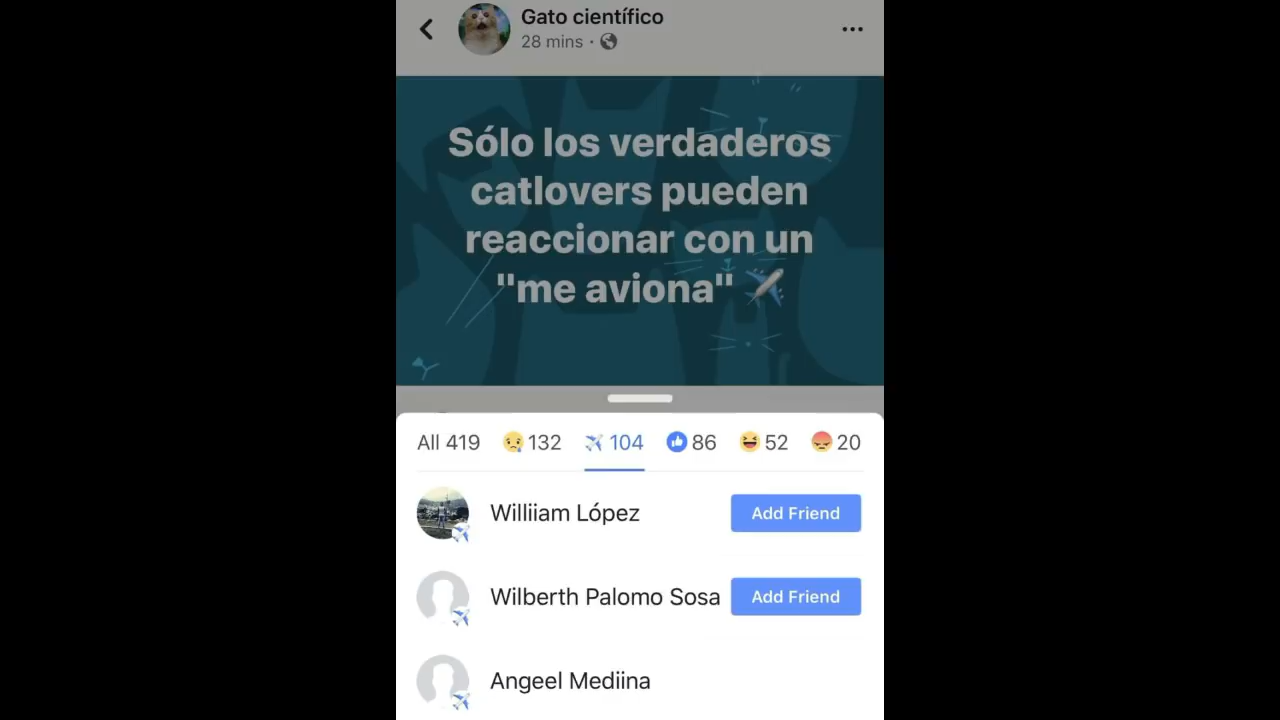 Gato científico
28 mins ·
Sólo los verdaderos
catlovers pueden
reaccionar con un
"me aviona" ✈️
All 419 😢 132 ✈️ 104 👍 86 😆 52 😡 20
Williiam López Add Friend
Wilberth Palomo Sosa Add Friend
Angeel Mediina